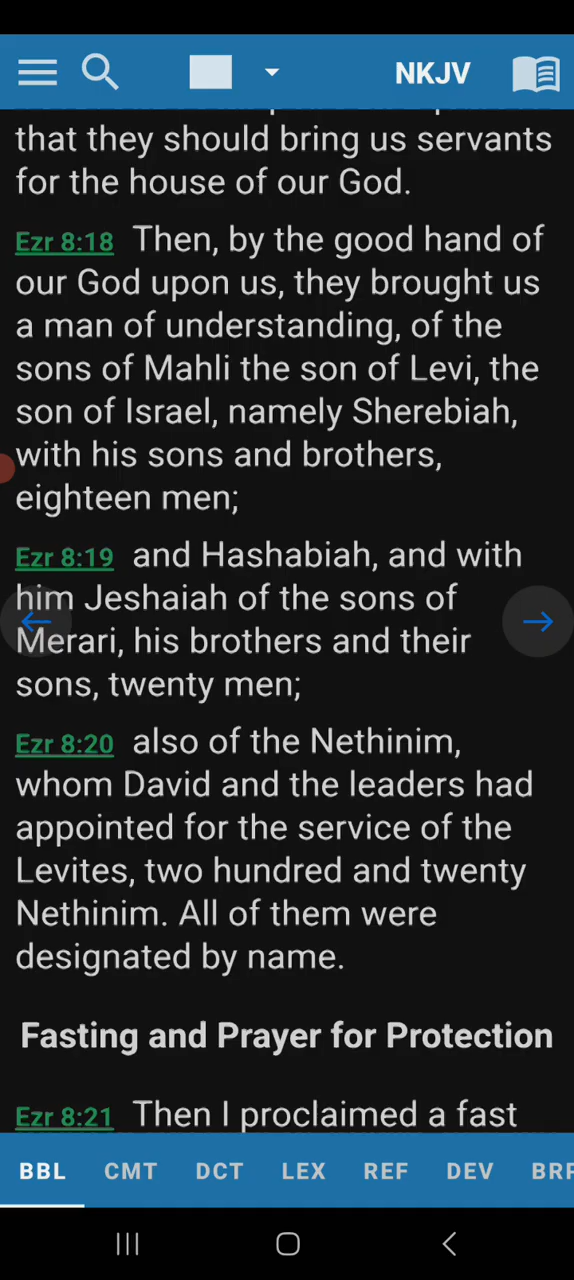 NKJV
that they should bring us servants
for the house of our God.
Ezr 8:18 Then, by the good hand of
our God upon us, they brought us
a man of understanding, of the
sons of Mahli the son of Levi, the
son of Israel, namely Sherebiah,
with his sons and brothers,
eighteen men;
Ezr 8:19 and Hashabiah, and with
him Jeshaiah of the sons of
Merari, his brothers and their
sons, twenty men;
Ezr 8:20 also of the Nethinim,
whom David and the leaders had
appointed for the service of the
Levites, two hundred and twenty
Nethinim. All of them were
designated by name.
Fasting and Prayer for Protection
Ezr 8:21 Then I proclaimed a fast
BBL CMT DCT LEX REF DEV BRP